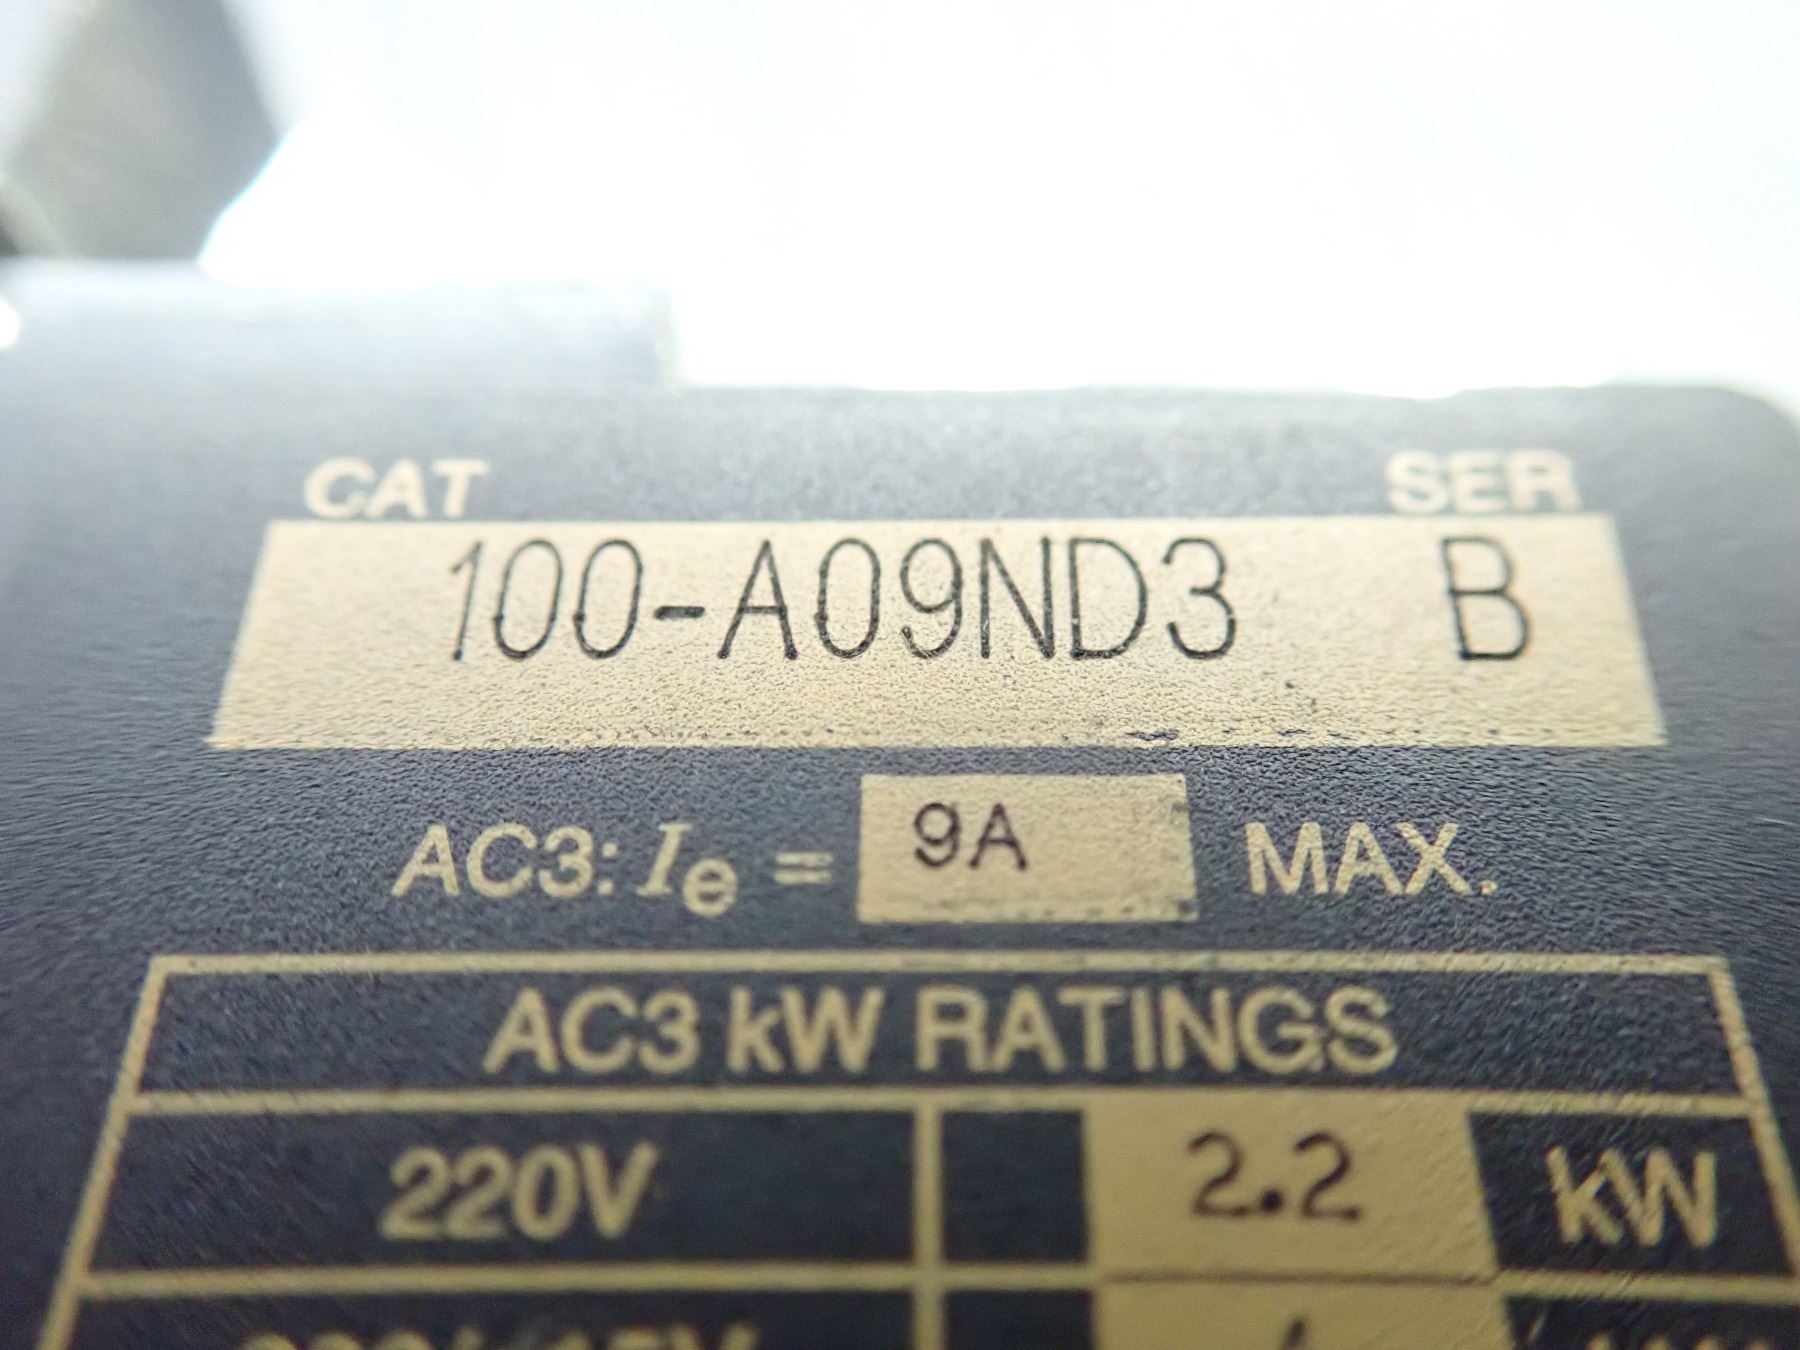 CAT SER
100-A09ND3 B
AC3: Ie = 9A MAX.
AC3 kW RATINGS
220V 2.2 kW